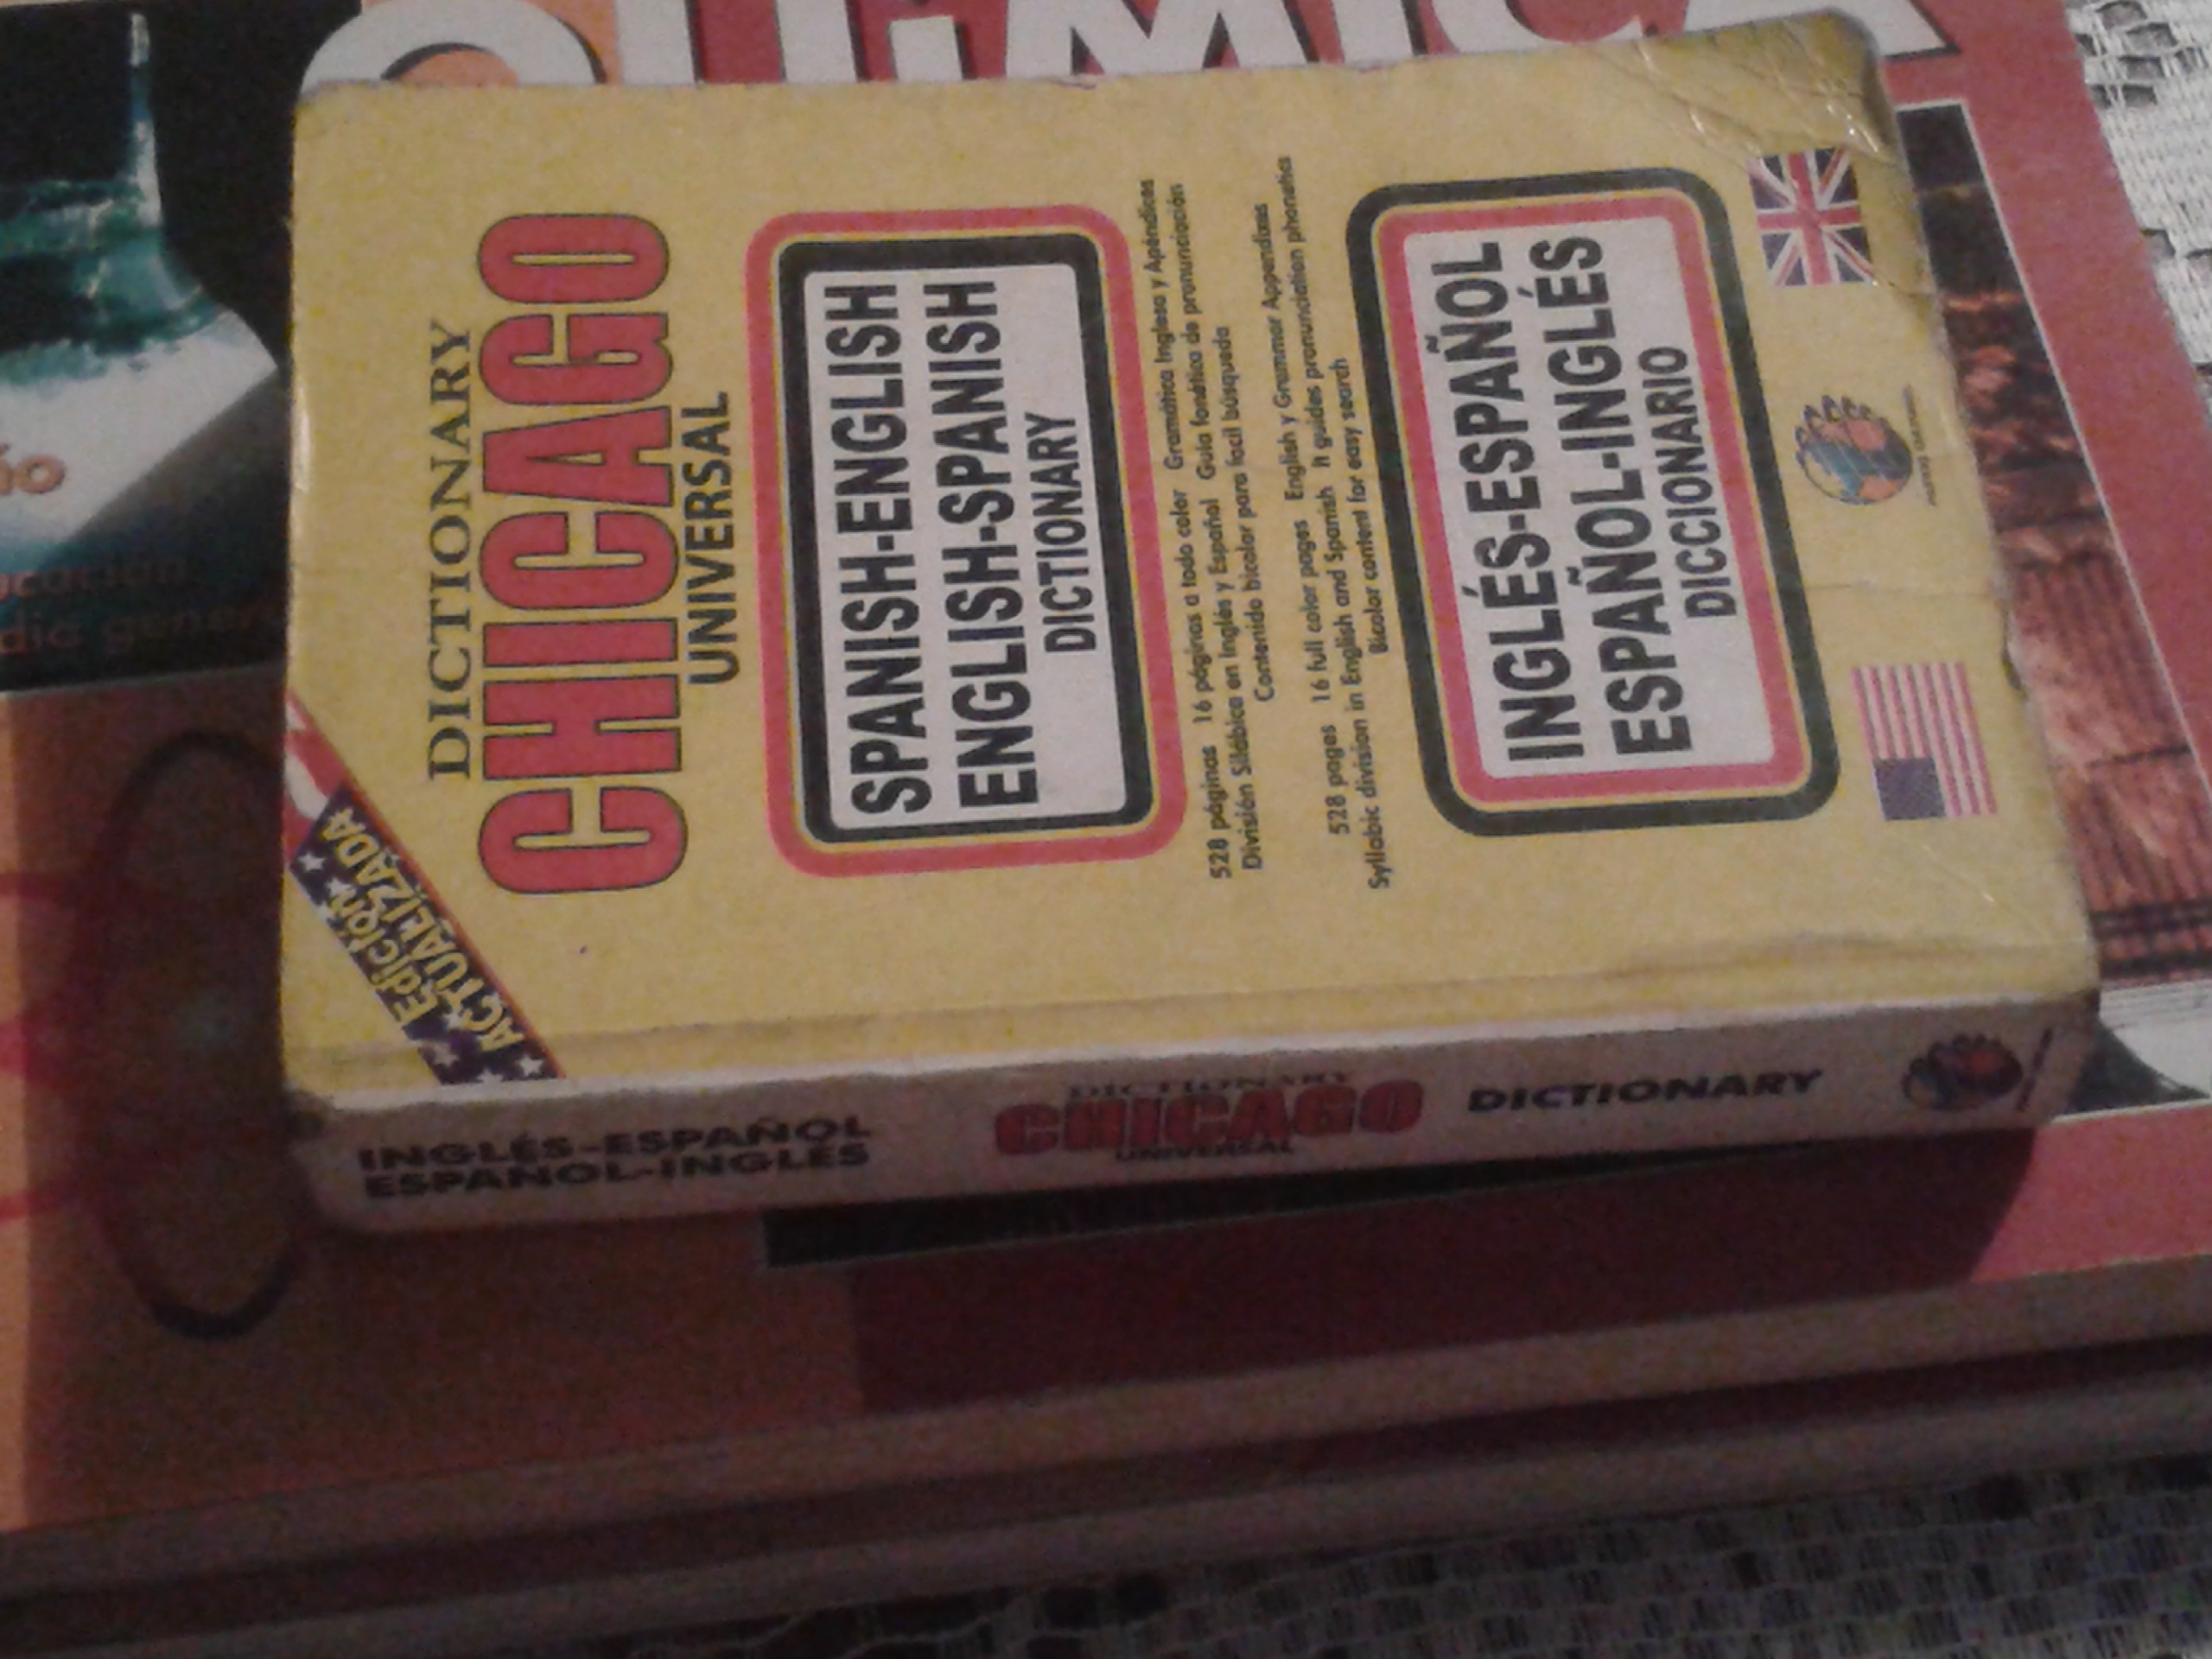 QUÍMICA
Edición
ACTUALIZADA
DICTIONARY
CHICAGO
UNIVERSAL
SPANISH-ENGLISH
ENGLISH-SPANISH
DICTIONARY
528 páginas 16 páginas a todo color Gramática Inglesa y Apéndices
División Silábica en Inglés y Español Guía fonética de pronunciación
Contenido bicolor para facil búsqueda
528 pages 16 full color pages English y Grammar Appendixes
Syllabic division in English and Spanish It guides pronunciation phonetics
Bicolor content for easy search
INGLÉS-ESPAÑOL
ESPAÑOL-INGLÉS
DICCIONARIO
INGLÉS-ESPAÑOL
ESPAÑOL-INGLÉS
DICTIONARY
CHICAGO
UNIVERSAL
DICTIONARY